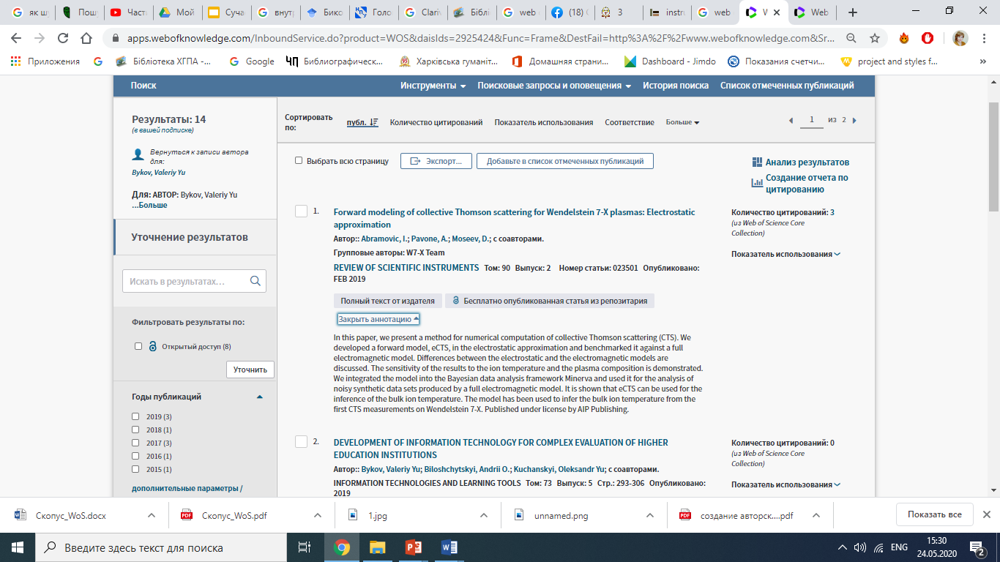 як шу
Пошу
Част
Мой
Суча
внут
Бико
Голо
Clariv
Біблі
web
(18)
3
instru
web
W
Web
apps.webofknowledge.com/InboundService.do?product=WOS&daisIds=2925424&Func=Frame&DestFail=http%3A%2F%2Fwww.webofknowledge.com&Sr...
Приложения
Бібліотека ХГПА -...
Google
Библиографическ...
Харківська гуманіт...
Домашняя страни...
Dashboard - Jimdo
Показания счетчи...
project and styles f...
»
Поиск
Инструменты
Поисковые запросы и оповещения
История поиска
Список отмеченных публикаций
Результаты: 14
(в вашей подписке)
Вернуться к записи автора
для:
Bykov, Valeriy Yu
Для: АВТОР: Bykov, Valeriy Yu
...Больше
Уточнение результатов
Искать в результатах...
Фильтровать результаты по:
Открытый доступ (8)
Уточнить
Годы публикаций
2019 (3)
2018 (1)
2017 (3)
2016 (1)
2015 (1)
дополнительные параметры /
Сортировать
по:
публ.
Количество цитирований
Показатель использования
Соответствие
Больше
1 из 2
Выбрать всю страницу
Экспорт...
Добавьте в список отмеченных публикаций
Анализ результатов
Создание отчета по
цитированию
1.
Forward modeling of collective Thomson scattering for Wendelstein 7-X plasmas: Electrostatic
approximation
Автор:: Abramovic, I.; Pavone, A.; Moseev, D.; с соавторами.
Групповые авторы: W7-X Team
REVIEW OF SCIENTIFIC INSTRUMENTS Том: 90 Выпуск: 2 Номер статьи: 023501 Опубликовано:
FEB 2019
Полный текст от издателя
Бесплатно опубликованная статья из репозитария
Закрыть аннотацию
In this paper, we present a method for numerical computation of collective Thomson scattering (CTS). We
developed a forward model, eCTS, in the electrostatic approximation and benchmarked it against a full
electromagnetic model. Differences between the electrostatic and the electromagnetic models are
discussed. The sensitivity of the results to the ion temperature and the plasma composition is demonstrated.
We integrated the model into the Bayesian data analysis framework Minerva and used it for the analysis of
noisy synthetic data sets produced by a full electromagnetic model. It is shown that eCTS can be used for the
inference of the bulk ion temperature. The model has been used to infer the bulk ion temperature from the
first CTS measurements on Wendelstein 7-X. Published under license by AIP Publishing.
Количество цитирований: 3
(из Web of Science Core
Collection)
Показатель использования
2.
DEVELOPMENT OF INFORMATION TECHNOLOGY FOR COMPLEX EVALUATION OF HIGHER
EDUCATION INSTITUTIONS
Автор:: Bykov, Valeriy Yu; Biloshchytskyi, Andrii O.; Kuchanskyi, Oleksandr Yu; с соавторами.
INFORMATION TECHNOLOGIES AND LEARNING TOOLS Том: 73 Выпуск: 5 Стр.: 293-306 Опубликовано:
2019
Количество цитирований: 0
(из Web of Science Core
Collection)
Показатель использования
Скопус_WoS.docx
Скопус_WoS.pdf
1.jpg
unnamed.png
создание авторск....pdf
Показать все
Введите здесь текст для поиска
ENG
15:30
24.05.2020
2